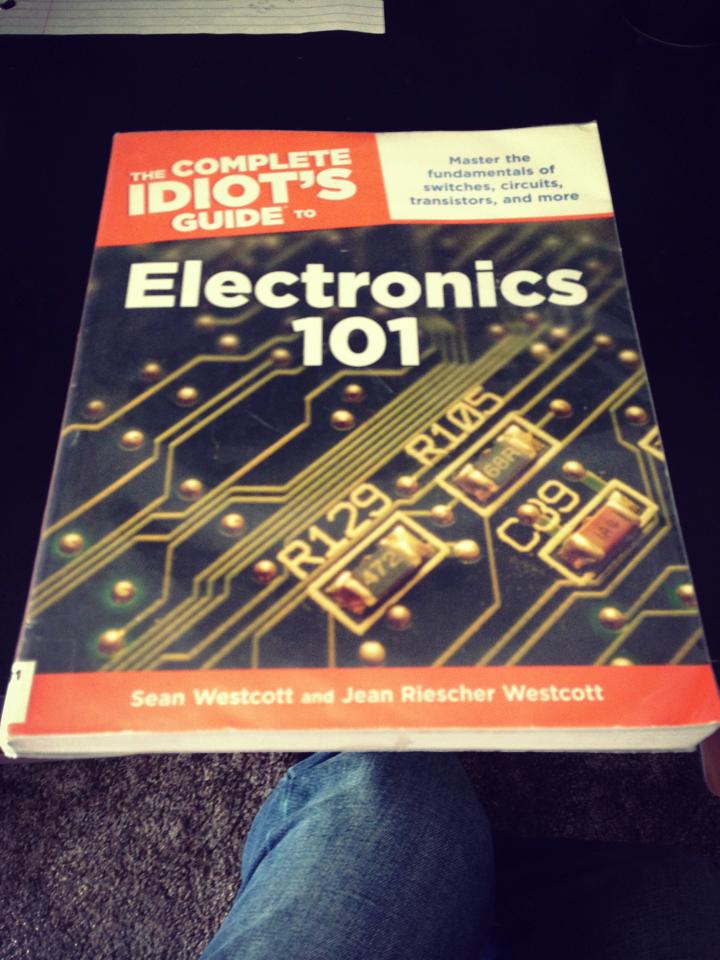 THE COMPLETE
IDIOT'S
GUIDE® TO
Master the
fundamentals of
switches, circuits,
transistors, and more
Electronics
101
R105
R129
472
C89
Sean Westcott and Jean Riescher Westcott